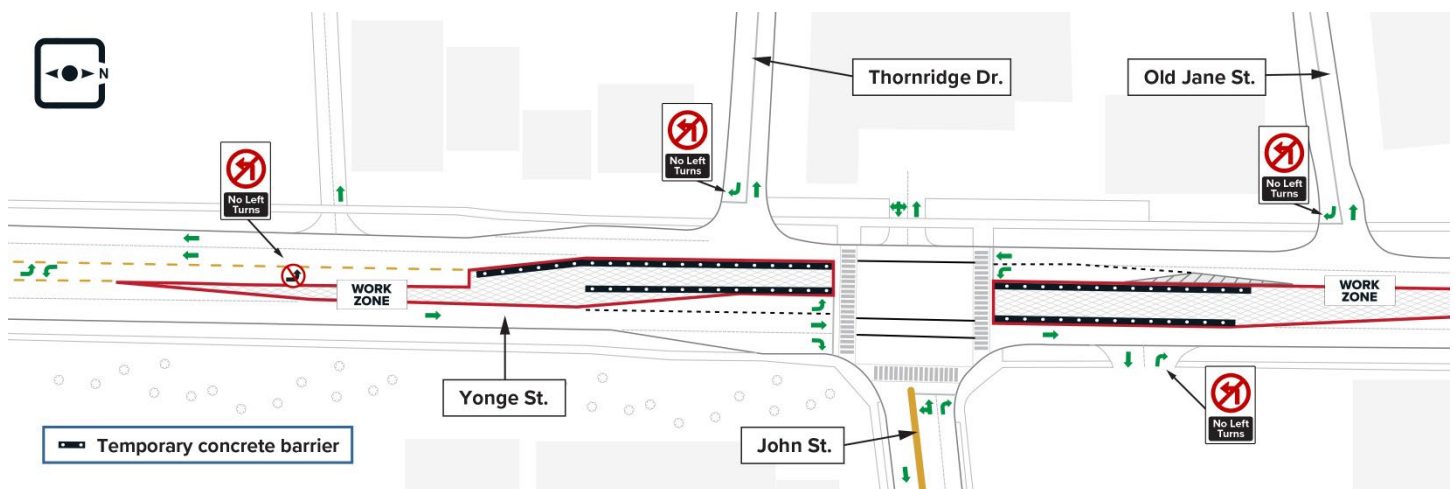 N
Thornridge Dr.
Old Jane St.
No Left
Turns
No Left
Turns
No Left
Turns
WORK
ZONE
WORK
ZONE
Yonge St.
John St.
No Left
Turns
Temporary concrete barrier